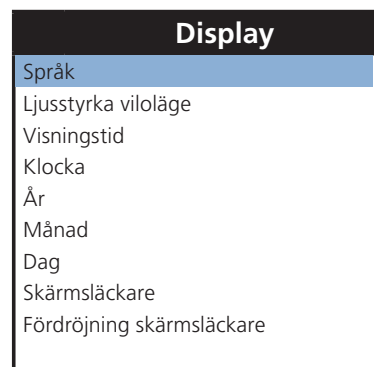 Display
Språk
Ljusstyrka viloläge
Visningstid
Klocka
År
Månad
Dag
Skärmsläckare
Fördröjning skärmsläckare